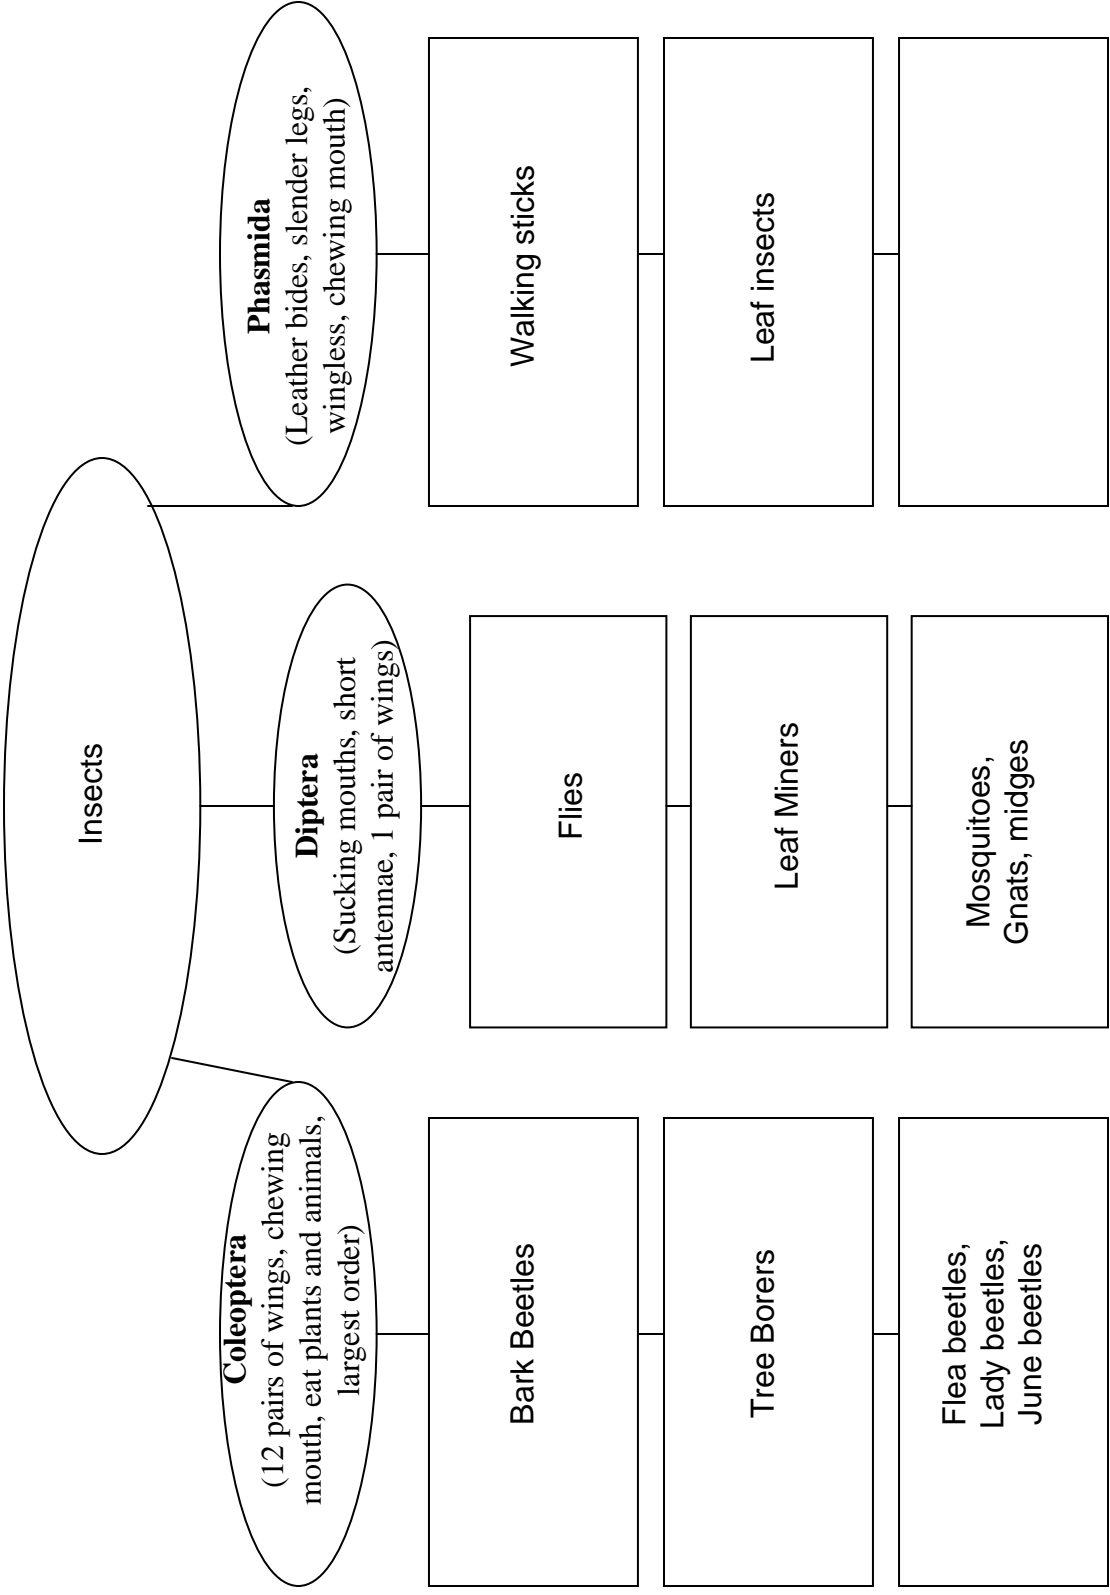 Insects
Coleoptera
(12 pairs of wings, chewing
mouth, eat plants and animals,
largest order)
Bark Beetles
Tree Borers
Flea beetles,
Lady beetles,
June beetles
Diptera
(Sucking mouths, short
antennae, 1 pair of wings)
Flies
Leaf Miners
Mosquitoes,
Gnats, midges
Phasmida
(Leather bides, slender legs,
wingless, chewing mouth)
Walking sticks
Leaf insects